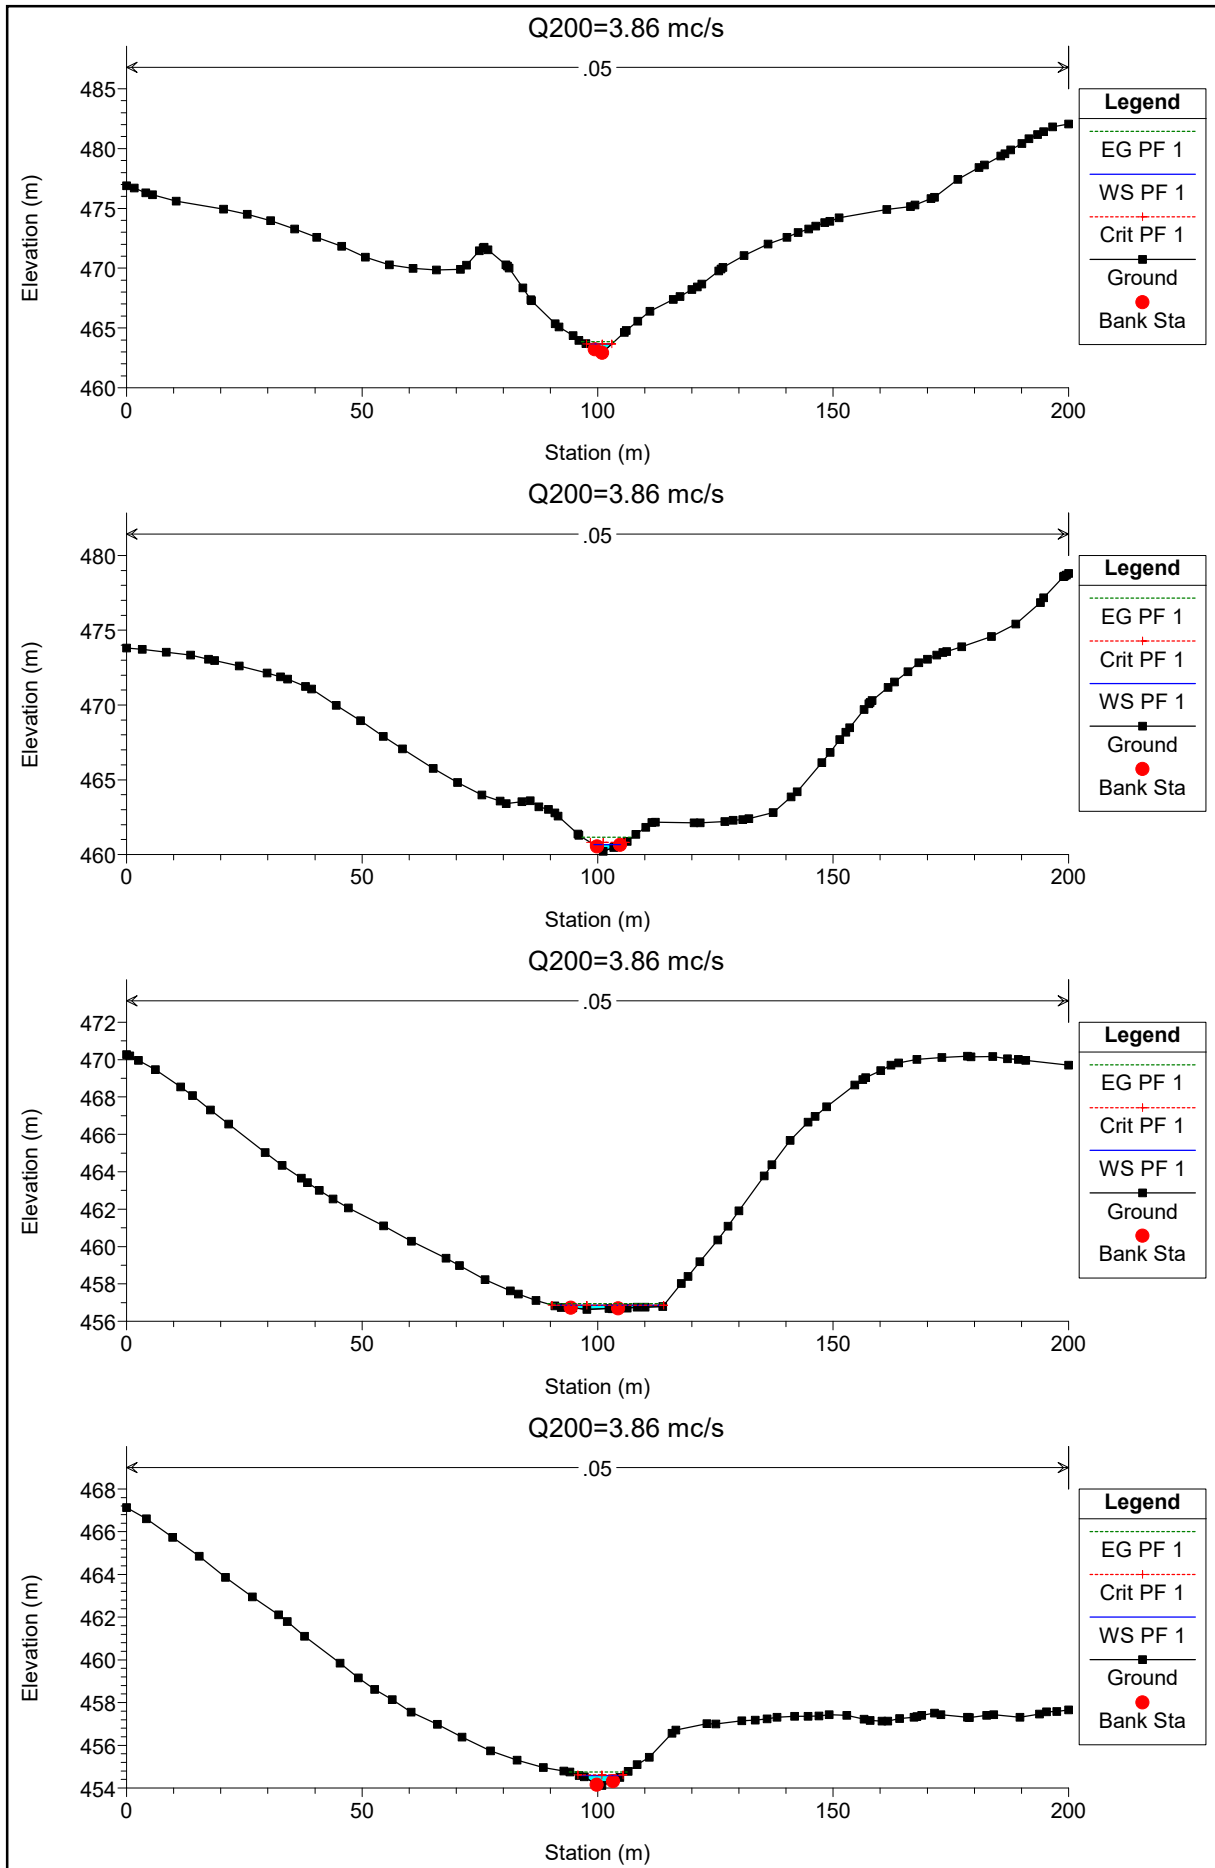 Q200=3.86 mc/s
.05
485
480
475
470
465
460
Elevation (m)
0
50
100
150
200
Station (m)
Legend
EG PF 1
WS PF 1
Crit PF 1
Ground
Bank Sta
Q200=3.86 mc/s
.05
480
475
470
465
460
Elevation (m)
0
50
100
150
200
Station (m)
Legend
EG PF 1
Crit PF 1
WS PF 1
Ground
Bank Sta
Q200=3.86 mc/s
.05
472
470
468
466
464
462
460
458
456
Elevation (m)
0
50
100
150
200
Station (m)
Legend
EG PF 1
Crit PF 1
WS PF 1
Ground
Bank Sta
Q200=3.86 mc/s
.05
468
466
464
462
460
458
456
454
Elevation (m)
0
50
100
150
200
Station (m)
Legend
EG PF 1
Crit PF 1
WS PF 1
Ground
Bank Sta